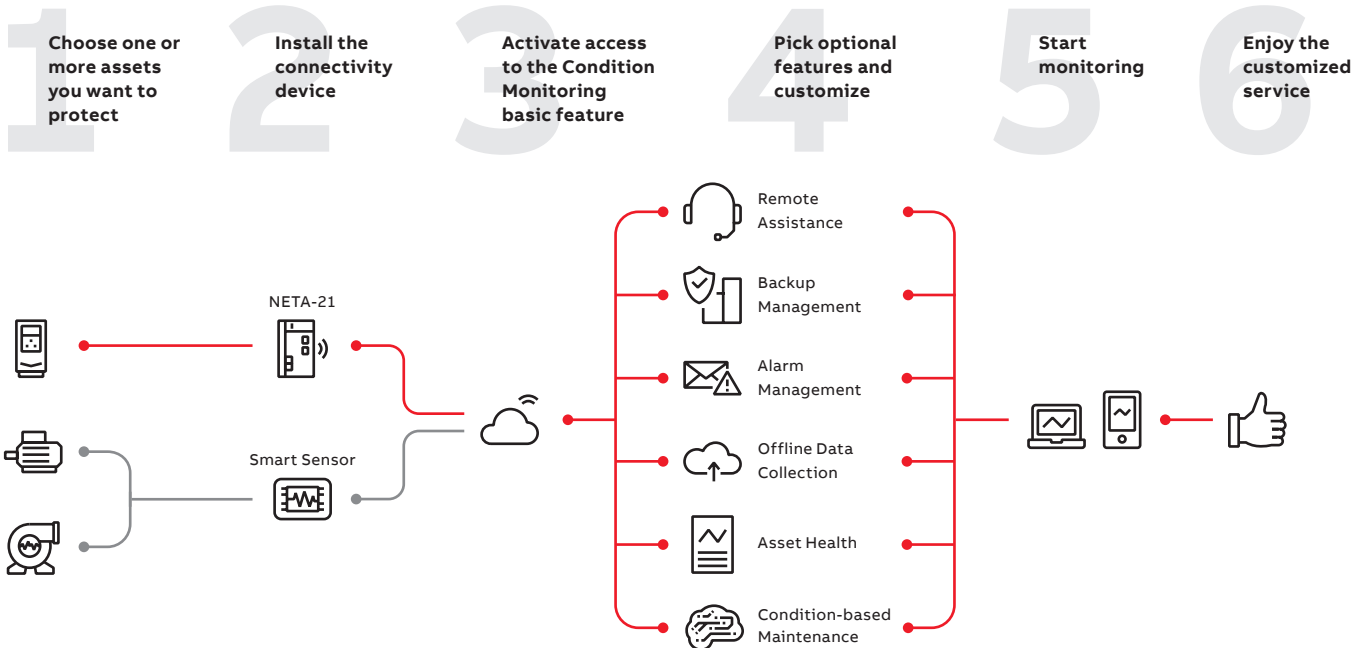 1
Choose one or
more assets
you want to
protect
2
Install the
connectivity
device
3
Activate access
to the Condition
Monitoring
basic feature
4
Pick optional
features and
customize
5
Start
monitoring
6
Enjoy the
customized
service
NETA-21
Smart Sensor
Remote
Assistance
Backup
Management
Alarm
Management
Offline Data
Collection
Asset Health
Condition-based
Maintenance